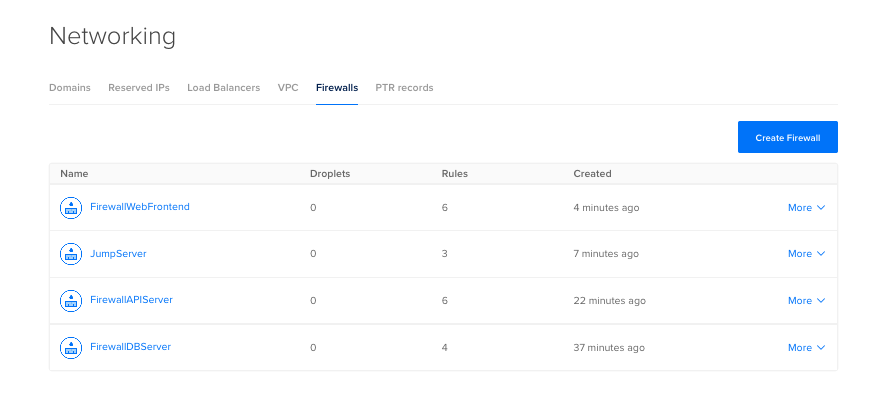 Networking
Domains Reserved IPs Load Balancers VPC Firewalls PTR records
Create Firewall
Name Droplets Rules Created
FirewallWebFrontend 0 6 4 minutes ago More
JumpServer 0 3 7 minutes ago More
FirewallAPIServer 0 6 22 minutes ago More
FirewallDBServer 0 4 37 minutes ago More